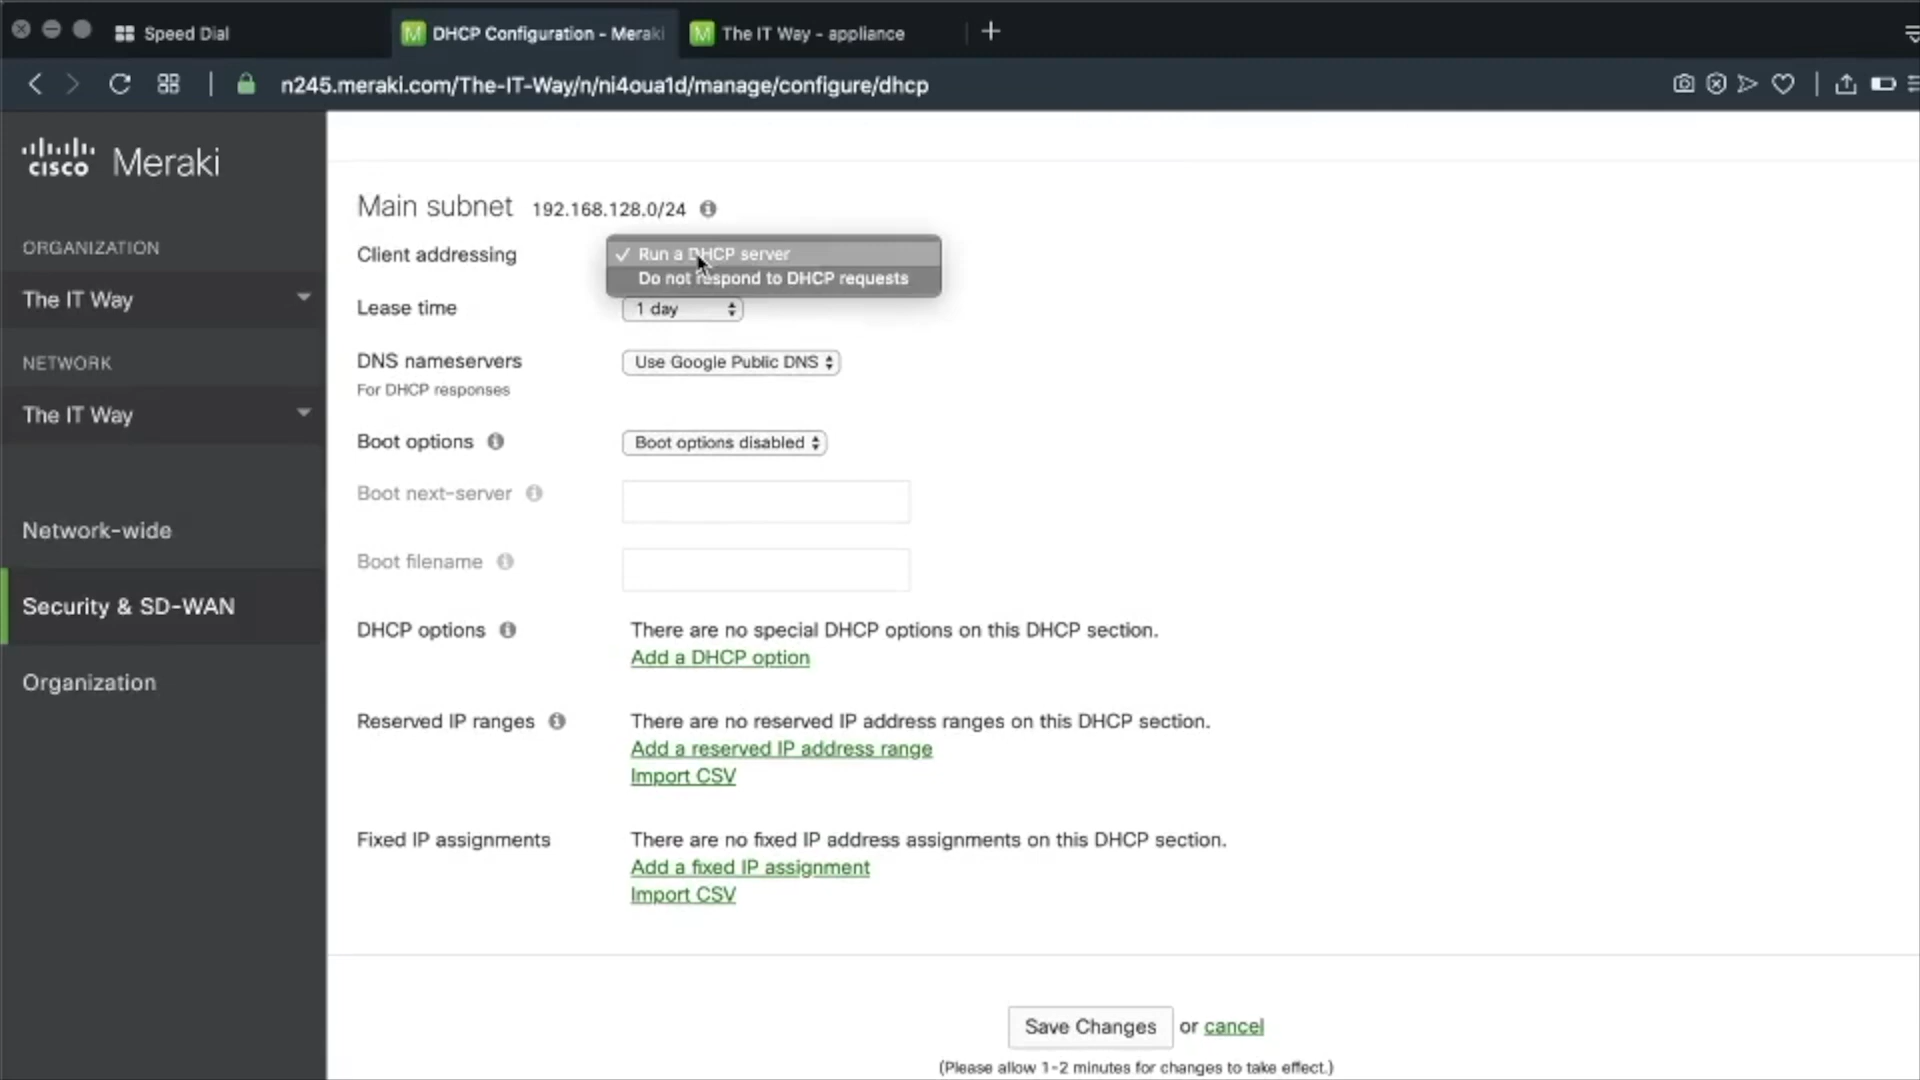 Speed Dial
DHCP Configuration - Meraki
The IT Way - appliance
n245.meraki.com/The-IT-Way/n/ni4oua1d/manage/configure/dhcp
cisco Meraki
ORGANIZATION
The IT Way
NETWORK
The IT Way
Network-wide
Security & SD-WAN
Organization
Main subnet 192.168.128.0/24
Client addressing
✓ Run a DHCP server
Do not respond to DHCP requests
Lease time 1 day
DNS nameservers Use Google Public DNS
For DHCP responses
Boot options Boot options disabled
Boot next-server
Boot filename
DHCP options There are no special DHCP options on this DHCP section.
Add a DHCP option
Reserved IP ranges There are no reserved IP address ranges on this DHCP section.
Add a reserved IP address range
Import CSV
Fixed IP assignments There are no fixed IP address assignments on this DHCP section.
Add a fixed IP assignment
Import CSV
Save Changes or cancel
(Please allow 1-2 minutes for changes to take effect.)